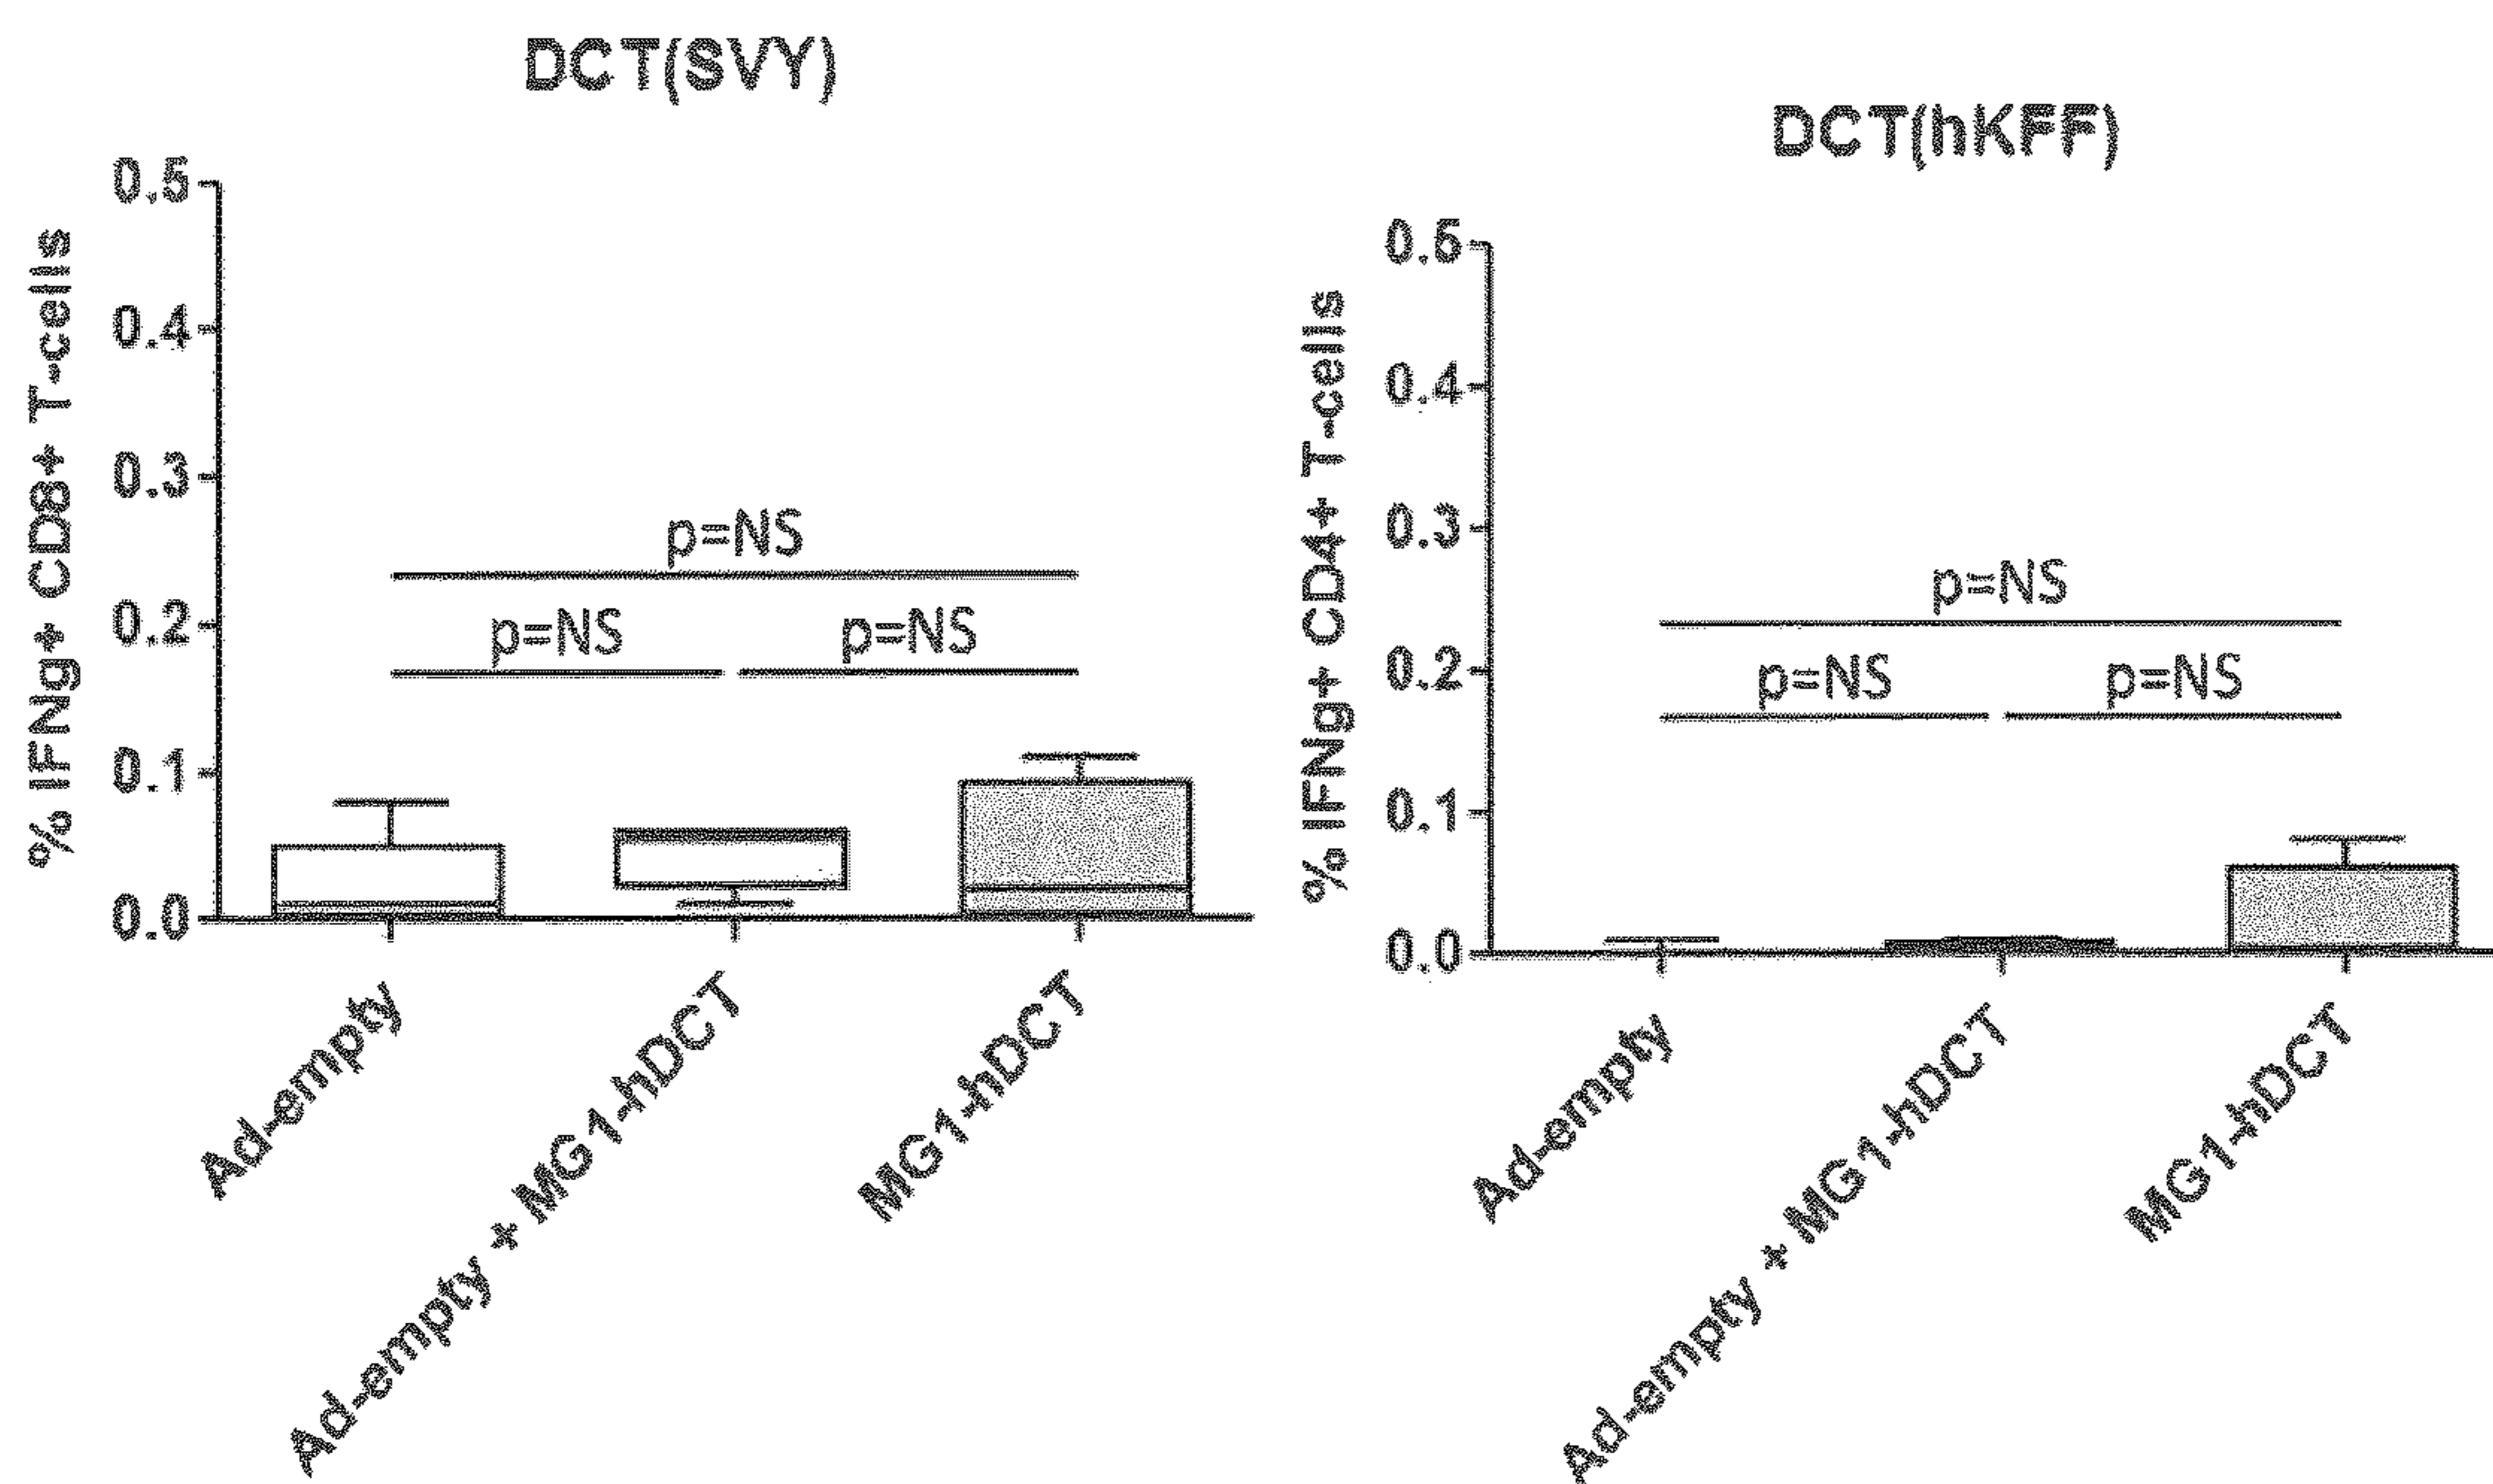 DCT(SVY)
% IFNg+ CD8+ T-cells
0.5
0.4
0.3
0.2
0.1
0.0
p=NS
p=NS
p=NS
Ad-empty
Ad-empty + MG1-hDCT
MG1-hDCT
DCT(hKFF)
% IFNg+ CD4+ T-cells
0.5
0.4
0.3
0.2
0.1
0.0
p=NS
p=NS
p=NS
Ad-empty
Ad-empty + MG1-hDCT
MG1-hDCT